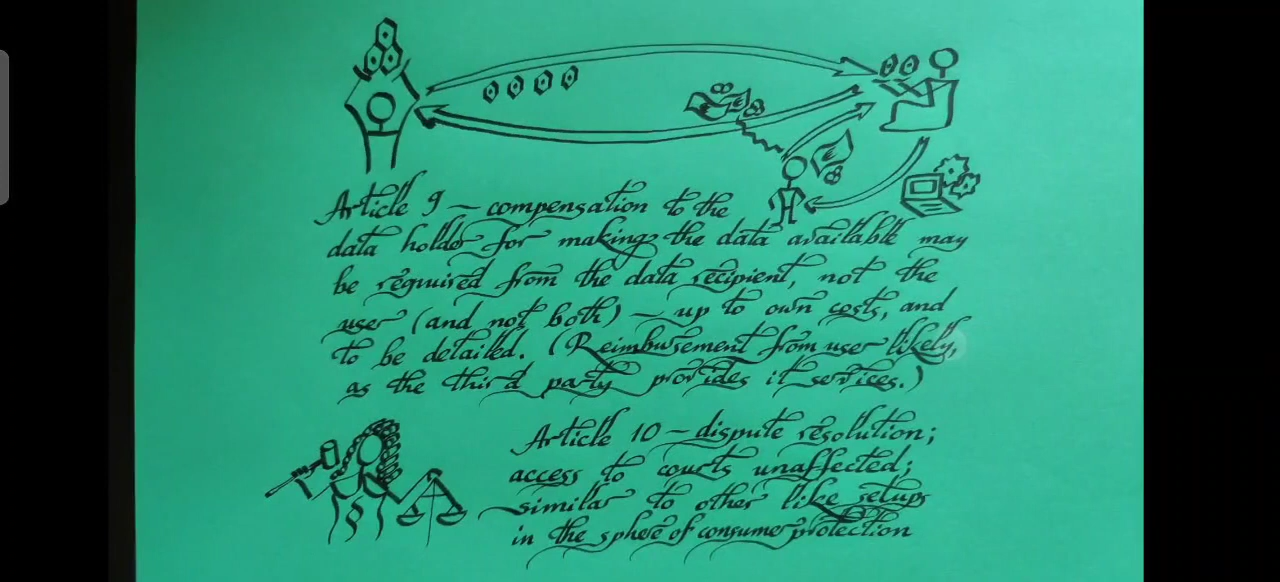 Article 9 – compensation to the
data holder for making the data available may
be required from the data recipient, not the
user (and not both) – up to own costs, and
to be detailed. (Reimbursement from user likely,
as the third party provides it services.)
Article 10 – dispute resolution;
access to courts unaffected;
similar to other like setups
in the sphere of consumer protection